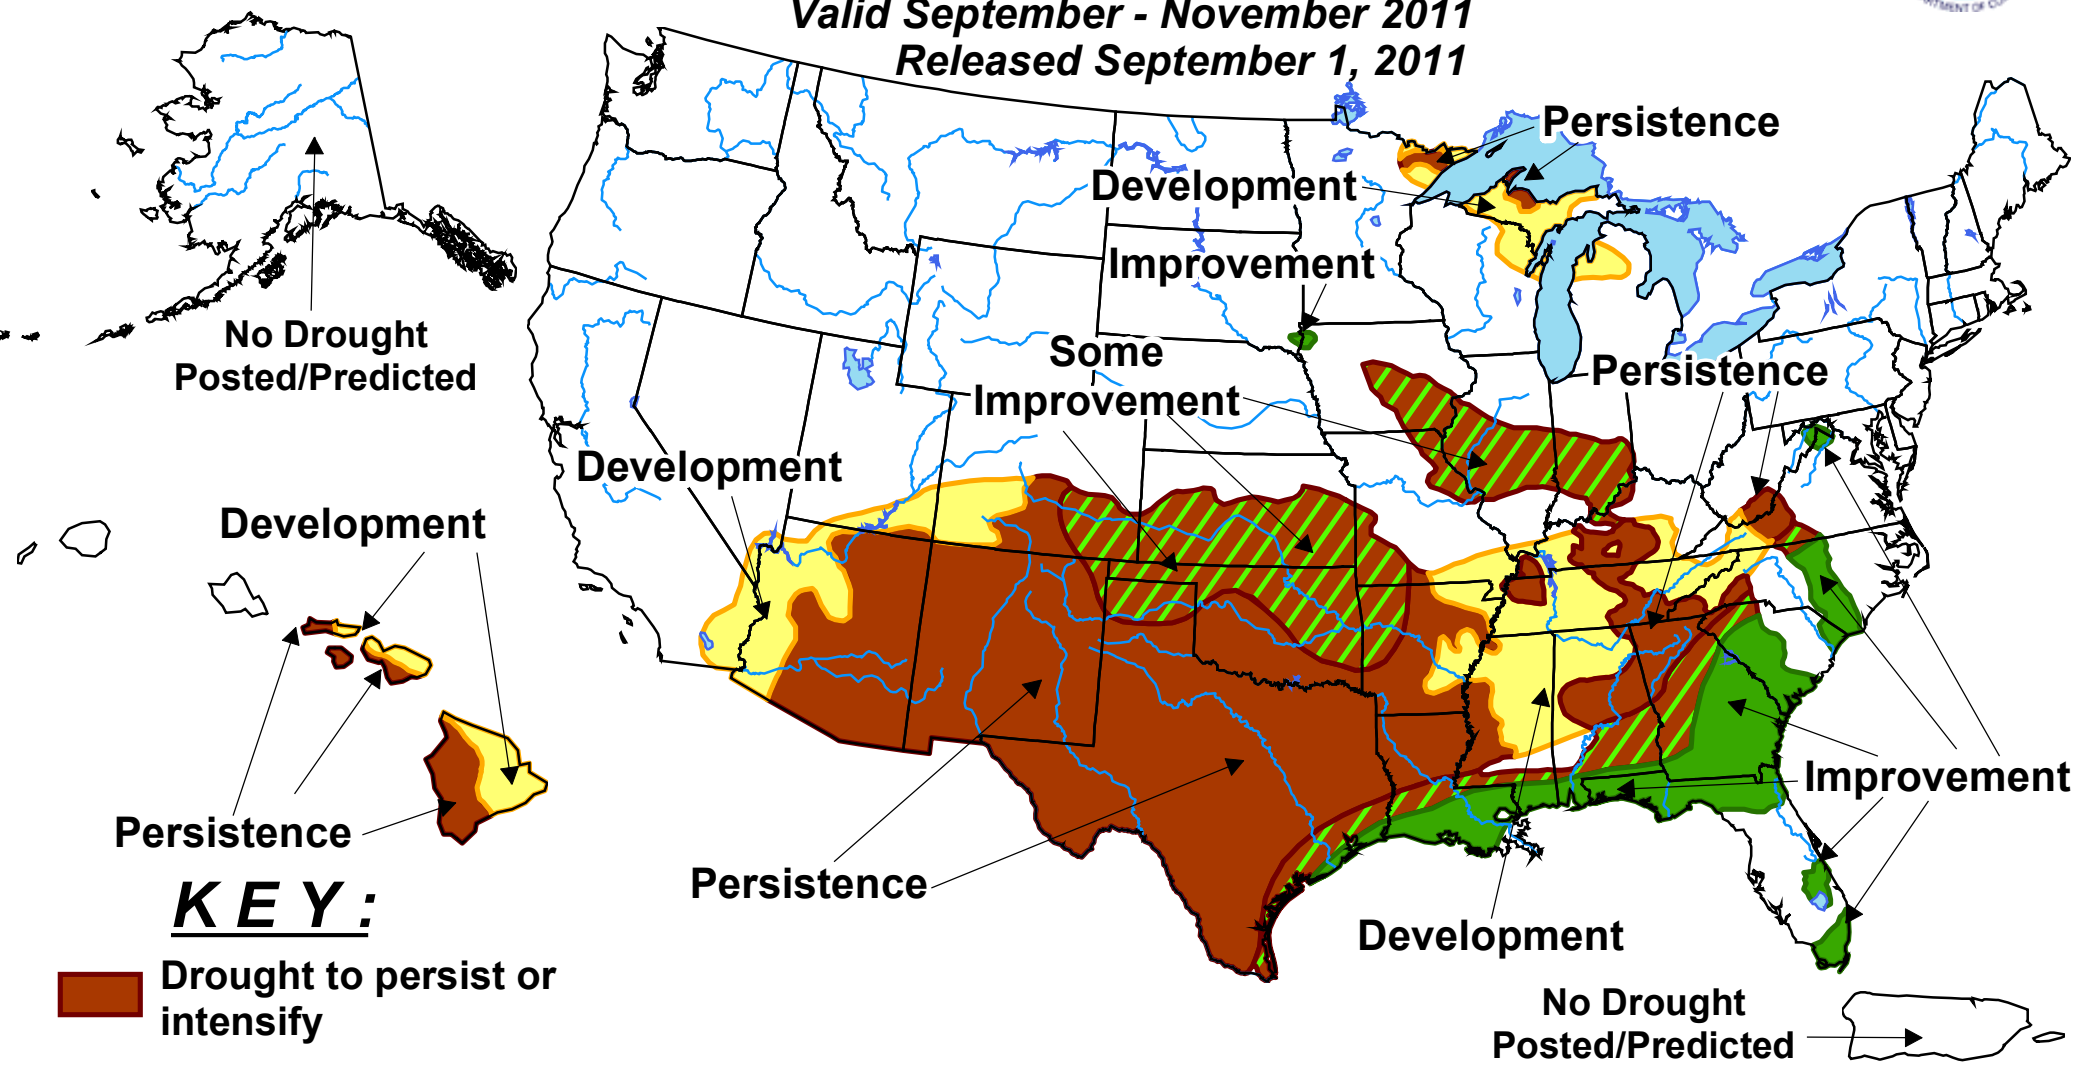 Valid September - November 2011
Released September 1, 2011
Persistence
Development
Improvement
No Drought
Posted/Predicted
Some
Improvement
Persistence
Development
Development
Improvement
Persistence
Persistence
Development
KEY:
Drought to persist or
intensify
No Drought
Posted/Predicted